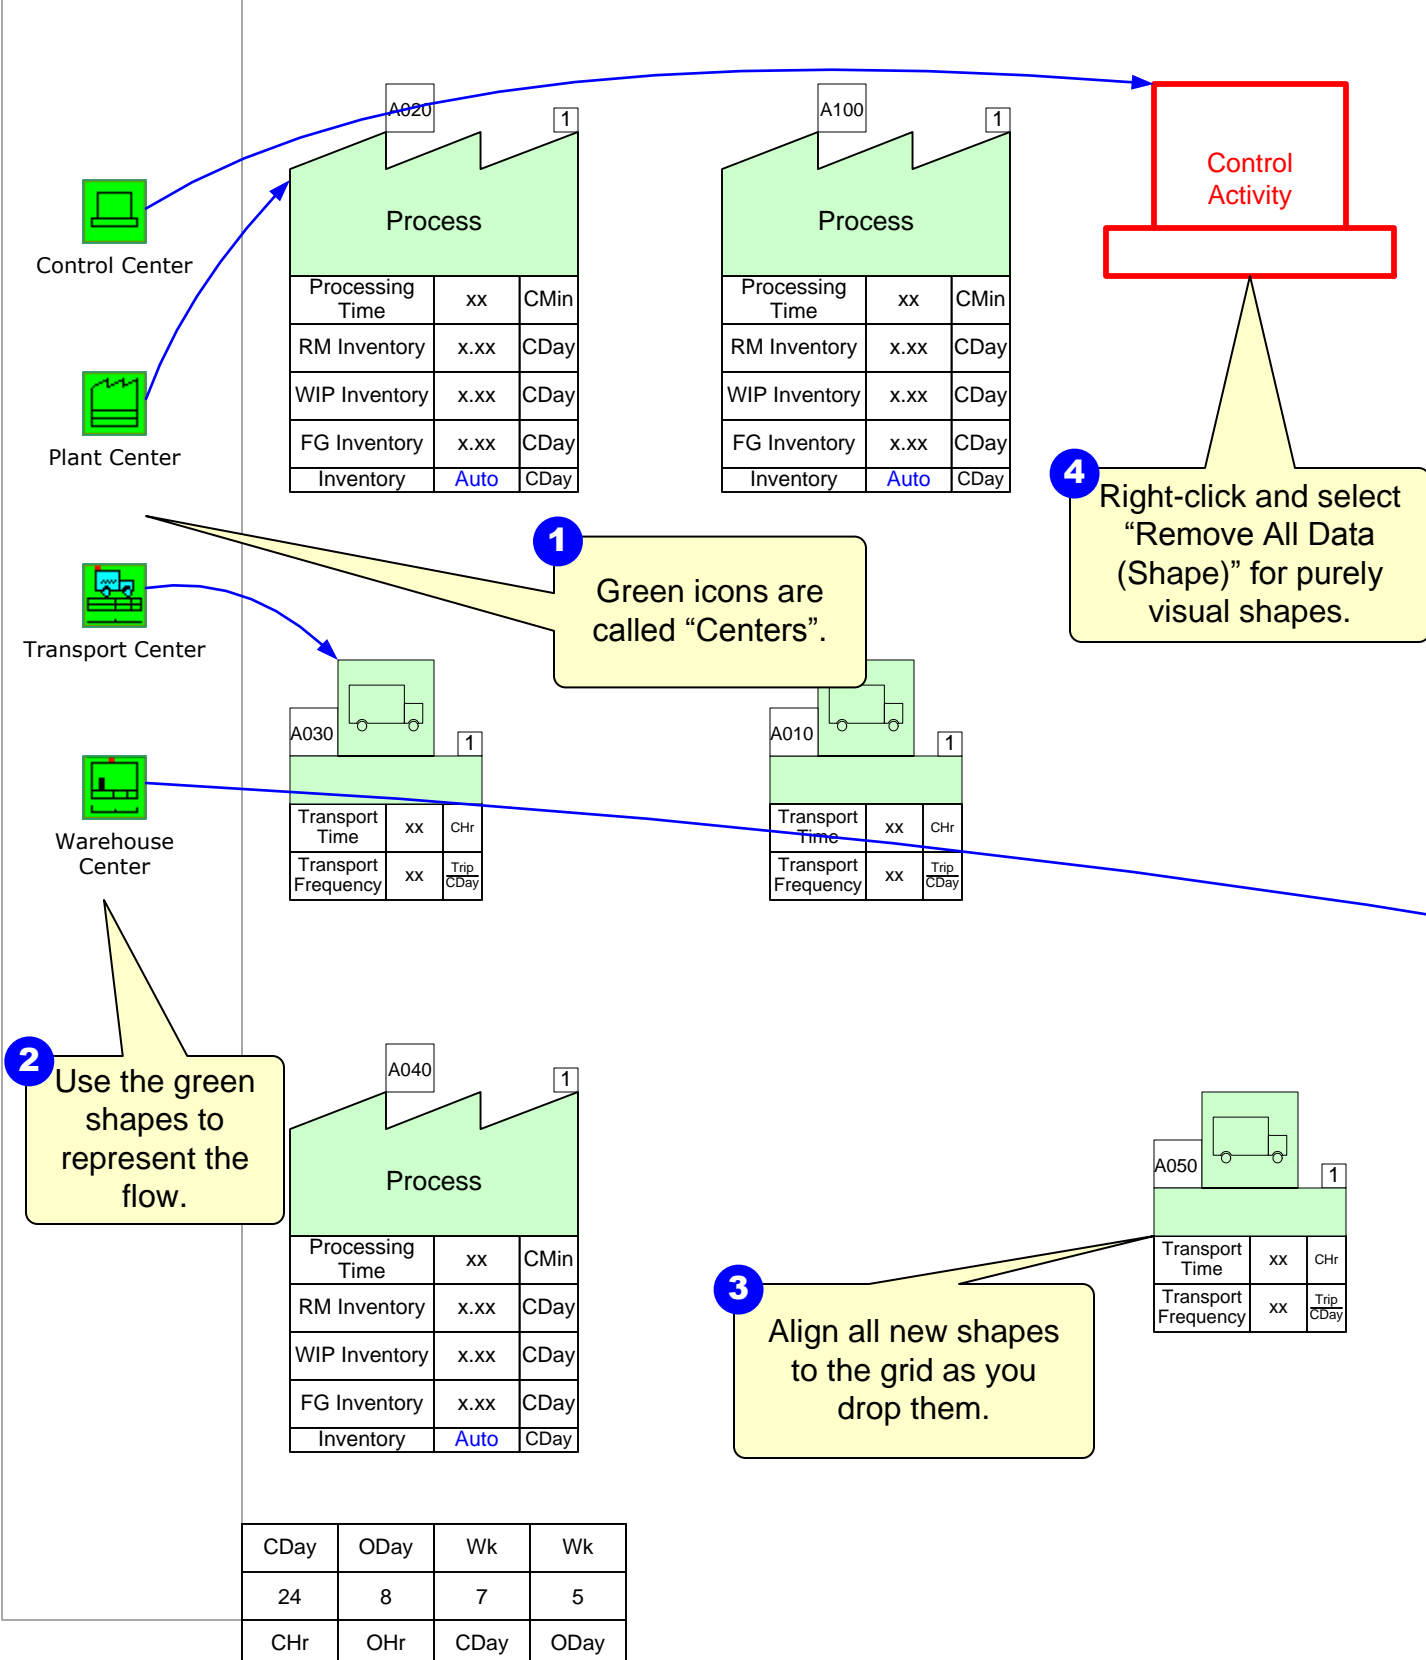 Control Center
Plant Center
Transport Center
Warehouse
Center
A020
1
Process
Processing
Time
xx
CMin
RM Inventory
x.xx
CDay
WIP Inventory
x.xx
CDay
FG Inventory
x.xx
CDay
Inventory
Auto
CDay
A100
1
Process
Processing
Time
xx
CMin
RM Inventory
x.xx
CDay
WIP Inventory
x.xx
CDay
FG Inventory
x.xx
CDay
Inventory
Auto
CDay
Control
Activity
4
Right-click and select
“Remove All Data
(Shape)” for purely
visual shapes.
1
Green icons are
called “Centers”.
A030
1
Transport
Time
xx
CHr
Transport
Frequency
xx
Trip
CDay
A010
1
Transport
Time
xx
CHr
Transport
Frequency
xx
Trip
CDay
2
Use the green
shapes to
represent the
flow.
A040
1
Process
Processing
Time
xx
CMin
RM Inventory
x.xx
CDay
WIP Inventory
x.xx
CDay
FG Inventory
x.xx
CDay
Inventory
Auto
CDay
3
Align all new shapes
to the grid as you
drop them.
A050
1
Transport
Time
xx
CHr
Transport
Frequency
xx
Trip
CDay
CDay
ODay
Wk
Wk
24
8
7
5
CHr
OHr
CDay
ODay